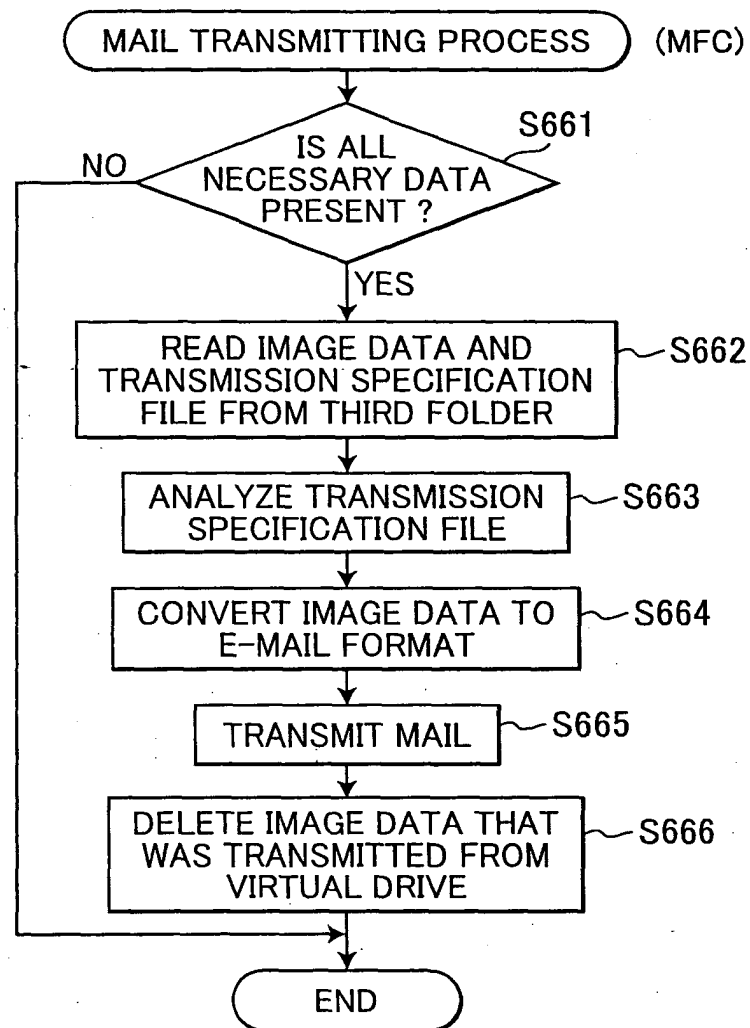 MAIL TRANSMITTING PROCESS (MFC)
S661
IS ALL
NECESSARY DATA
PRESENT ?
NO
YES
READ IMAGE DATA AND
TRANSMISSION SPECIFICATION
FILE FROM THIRD FOLDER
S662
ANALYZE TRANSMISSION
SPECIFICATION FILE
S663
CONVERT IMAGE DATA TO
E-MAIL FORMAT
S664
TRANSMIT MAIL
S665
DELETE IMAGE DATA THAT
WAS TRANSMITTED FROM
VIRTUAL DRIVE
S666
END